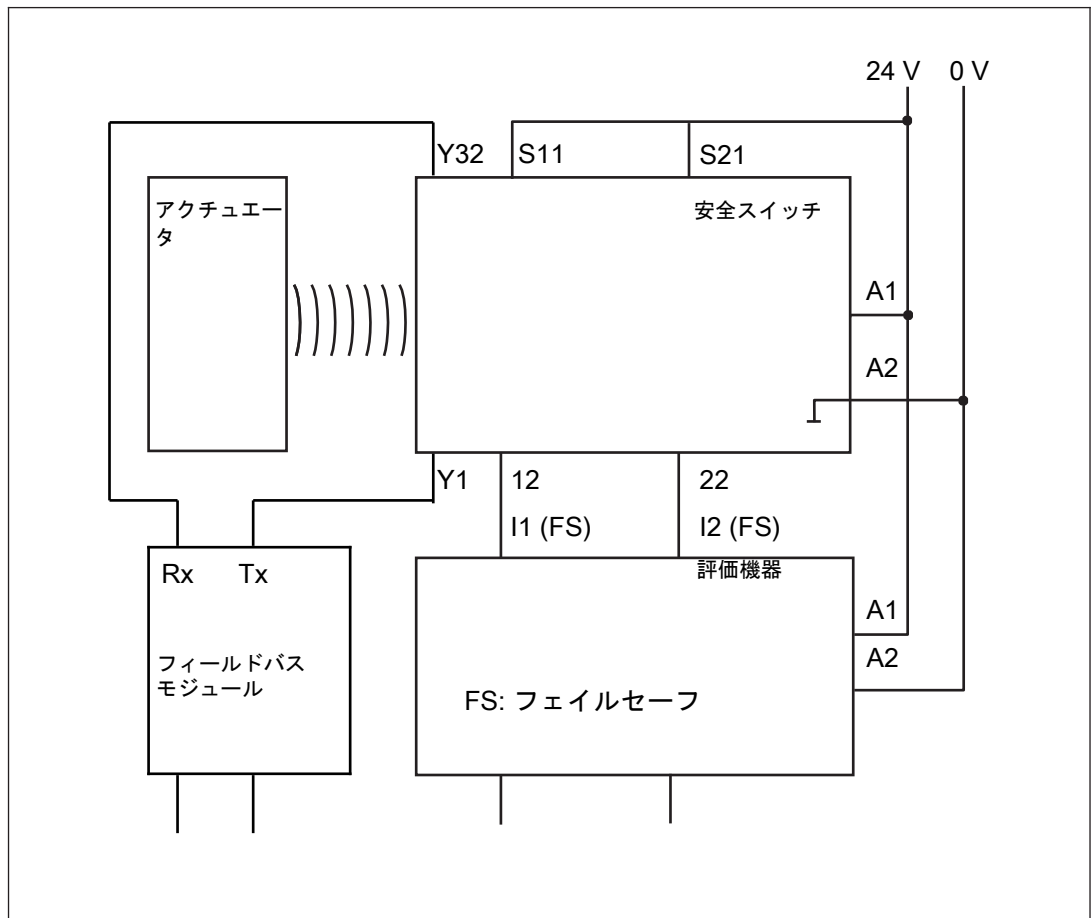 24 V 0 V
Y32 S11 S21
アクチュエー
タ
安全スイッチ
A1
A2
Y1 12 22
I1 (FS) I2 (FS)
評価機器
Rx Tx
A1
A2
フィールドバス
モジュール
FS: フェイルセーフ